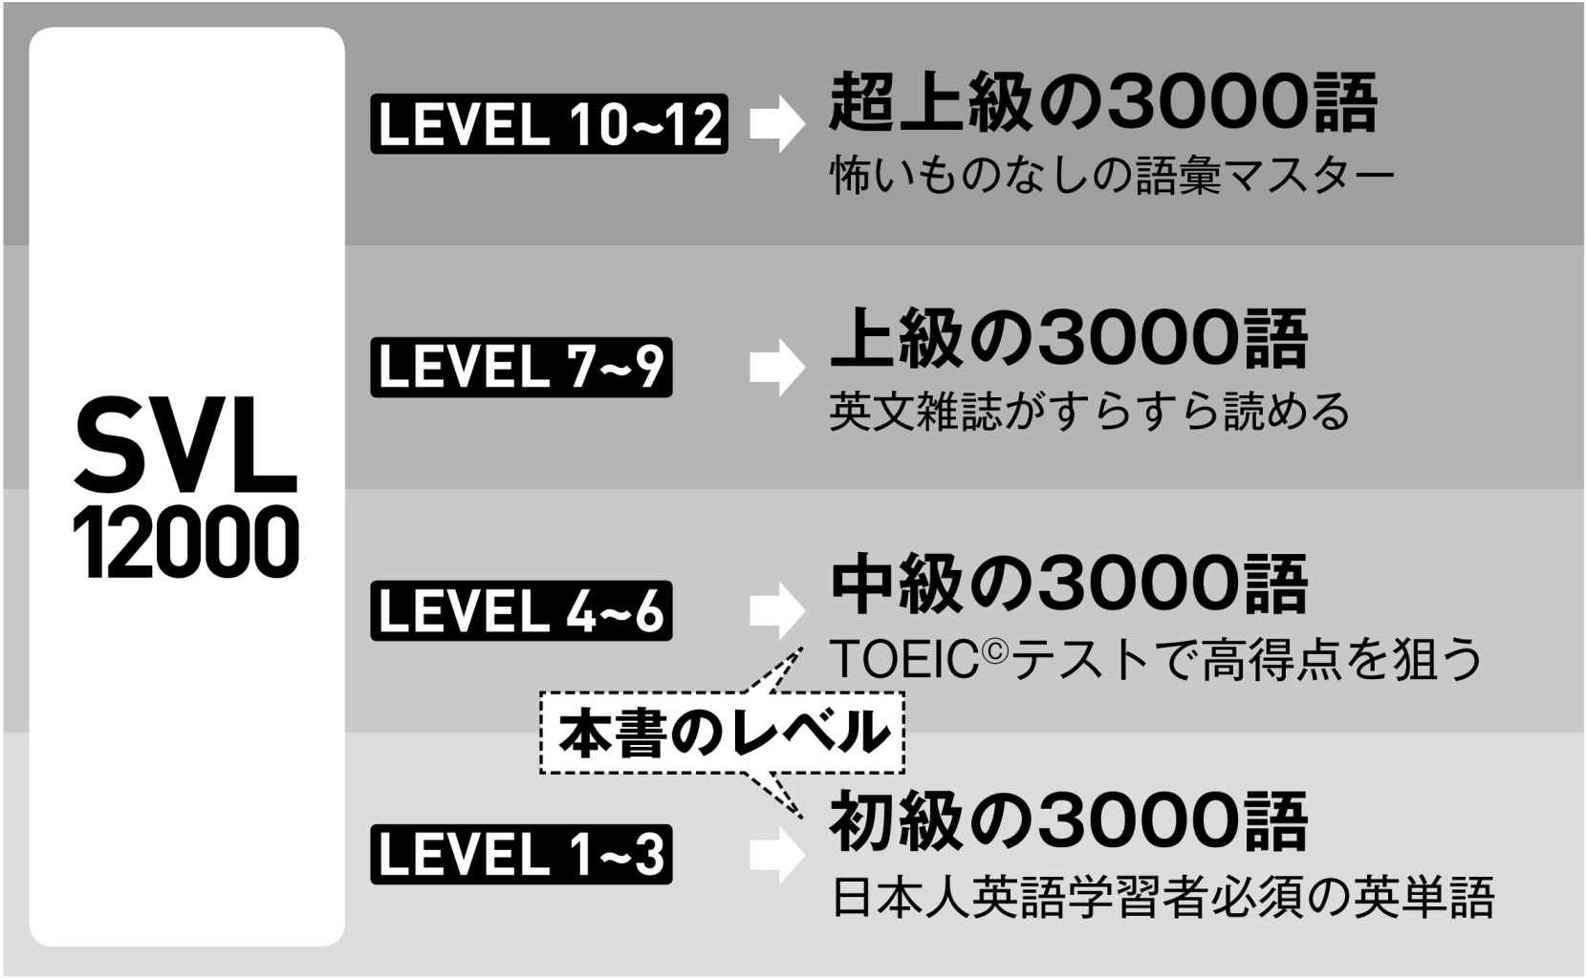 SVL
12000
LEVEL 10~12
超上級の3000語
怖いものなしの語彙マスター
LEVEL 7~9
上級の3000語
英文雑誌がすらすら読める
LEVEL 4~6
中級の3000語
TOEIC©テストで高得点を狙う
本書のレベル
LEVEL 1~3
初級の3000語
日本人英語学習者必須の英単語